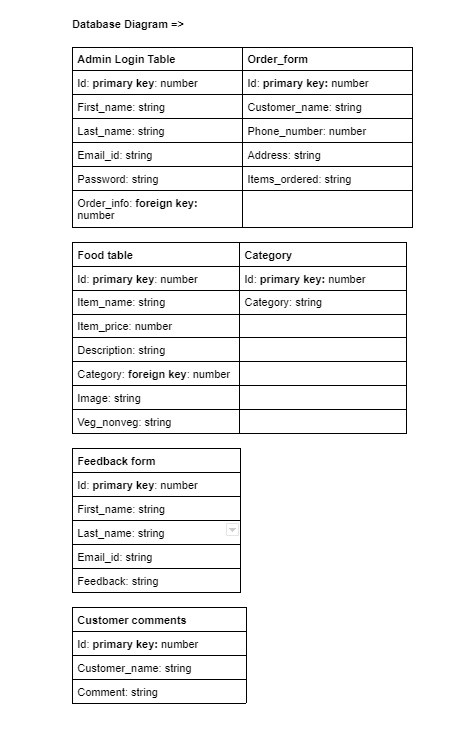 Database Diagram =>
Admin Login Table Order_form
Id: primary key: number Id: primary key: number
First_name: string Customer_name: string
Last_name: string Phone_number: number
Email_id: string Address: string
Password: string Items_ordered: string
Order_info: foreign key:
number
Food table Category
Id: primary key: number Id: primary key: number
Item_name: string Category: string
Item_price: number
Description: string
Category: foreign key: number
Image: string
Veg_nonveg: string
Feedback form
Id: primary key: number
First_name: string
Last_name: string
Email_id: string
Feedback: string
Customer comments
Id: primary key: number
Customer_name: string
Comment: string